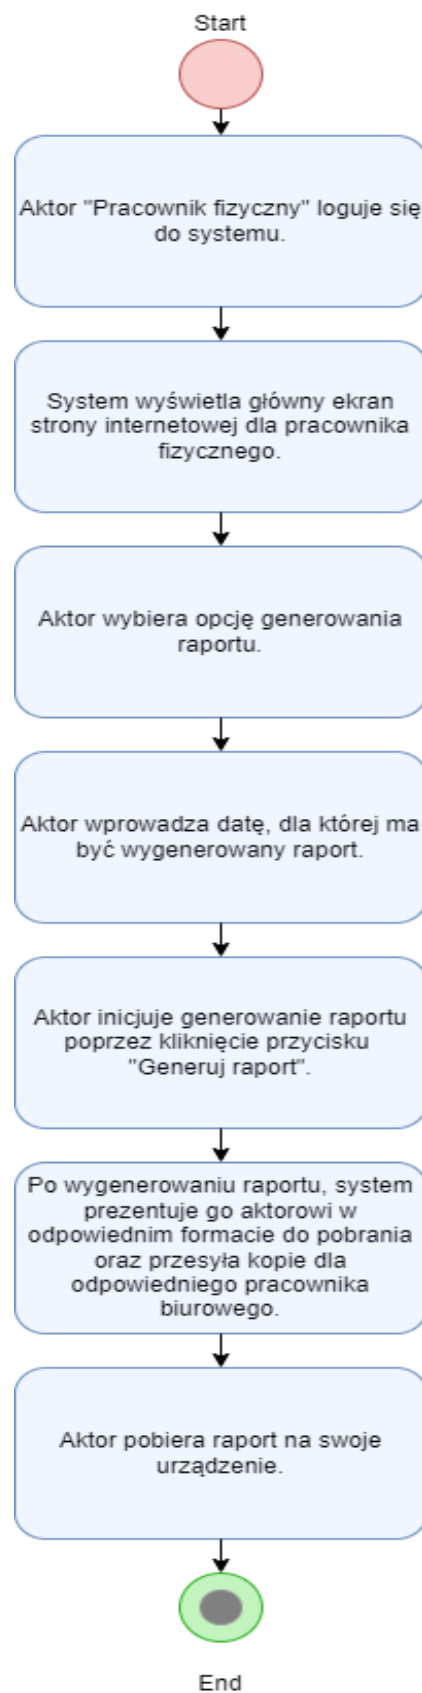 Start
Aktor "Pracownik fizyczny" loguje się
do systemu.
System wyświetla główny ekran
strony internetowej dla pracownika
fizycznego.
Aktor wybiera opcję generowania
raportu.
Aktor wprowadza datę, dla której ma
być wygenerowany raport.
Aktor inicjuje generowanie raportu
poprzez kliknięcie przycisku
"Generuj raport".
Po wygenerowaniu raportu, system
prezentuje go aktorowi w
odpowiednim formacie do pobrania
oraz przesyła kopie dla
odpowiedniego pracownika
biurowego.
Aktor pobiera raport na swoje
urządzenie.
End